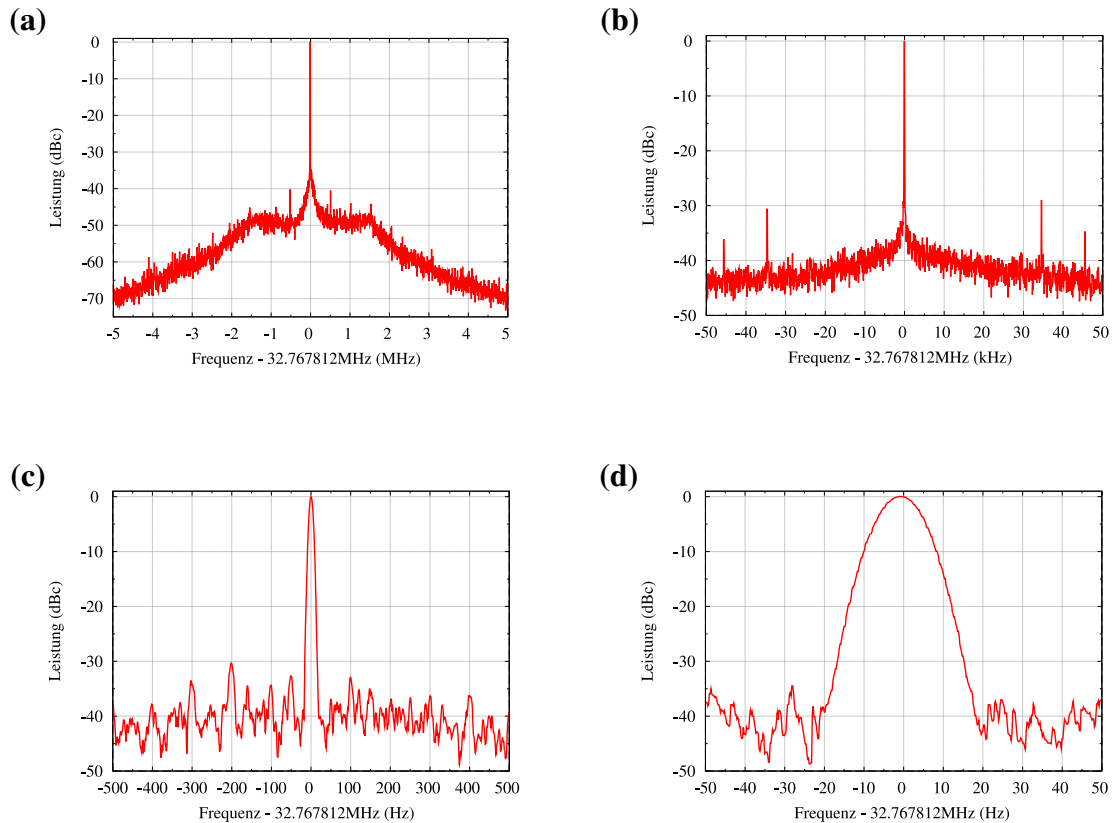 (a)
0
-10
-20
-30
-40
-50
-60
-70
Leistung (dBc)
-5 -4 -3 -2 -1 0 1 2 3 4 5
Frequenz - 32.767812MHz (MHz)
(b)
0
-10
-20
-30
-40
-50
Leistung (dBc)
-50 -40 -30 -20 -10 0 10 20 30 40 50
Frequenz - 32.767812MHz (kHz)
(c)
0
-10
-20
-30
-40
-50
Leistung (dBc)
-500 -400 -300 -200 -100 0 100 200 300 400 500
Frequenz - 32.767812MHz (Hz)
(d)
0
-10
-20
-30
-40
-50
Leistung (dBc)
-50 -40 -30 -20 -10 0 10 20 30 40 50
Frequenz - 32.767812MHz (Hz)